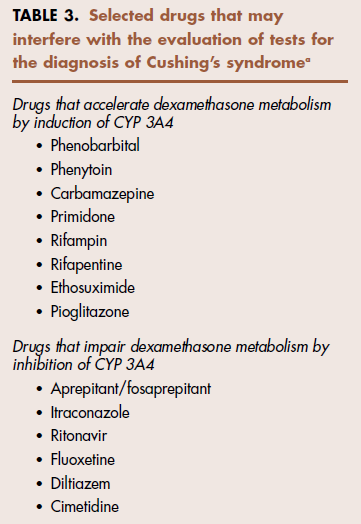 TABLE 3. Selected drugs that may
interfere with the evaluation of tests for
the diagnosis of Cushing's syndromeᵃ
Drugs that accelerate dexamethasone metabolism
by induction of CYP 3A4
• Phenobarbital
• Phenytoin
• Carbamazepine
• Primidone
• Rifampin
• Rifapentine
• Ethosuximide
• Pioglitazone
Drugs that impair dexamethasone metabolism by
inhibition of CYP 3A4
• Aprepitant/fosaprepitant
• Itraconazole
• Ritonavir
• Fluoxetine
• Diltiazem
• Cimetidine